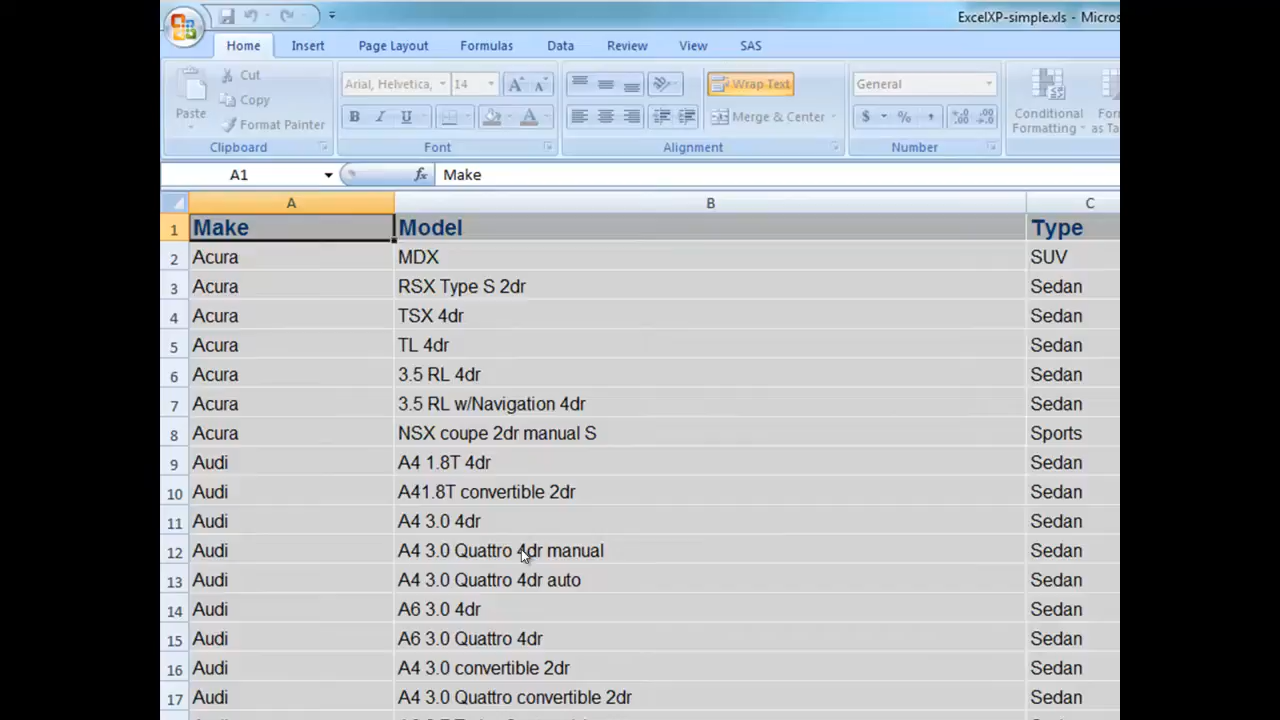 ExcelXP-simple.xls - Micros
Home Insert Page Layout Formulas Data Review View SAS
Cut
Copy
Paste
Format Painter
Clipboard
Arial, Helvetica, 14
B I U
Font
Wrap Text
Merge & Center
Alignment
General
$ % ,
Number
Conditional Formatting
For
as Ta
A1 fx Make
A B C
1 Make Model Type
2 Acura MDX SUV
3 Acura RSX Type S 2dr Sedan
4 Acura TSX 4dr Sedan
5 Acura TL 4dr Sedan
6 Acura 3.5 RL 4dr Sedan
7 Acura 3.5 RL w/Navigation 4dr Sedan
8 Acura NSX coupe 2dr manual S Sports
9 Audi A4 1.8T 4dr Sedan
10 Audi A41.8T convertible 2dr Sedan
11 Audi A4 3.0 4dr Sedan
12 Audi A4 3.0 Quattro 4dr manual Sedan
13 Audi A4 3.0 Quattro 4dr auto Sedan
14 Audi A6 3.0 4dr Sedan
15 Audi A6 3.0 Quattro 4dr Sedan
16 Audi A4 3.0 convertible 2dr Sedan
17 Audi A4 3.0 Quattro convertible 2dr Sedan